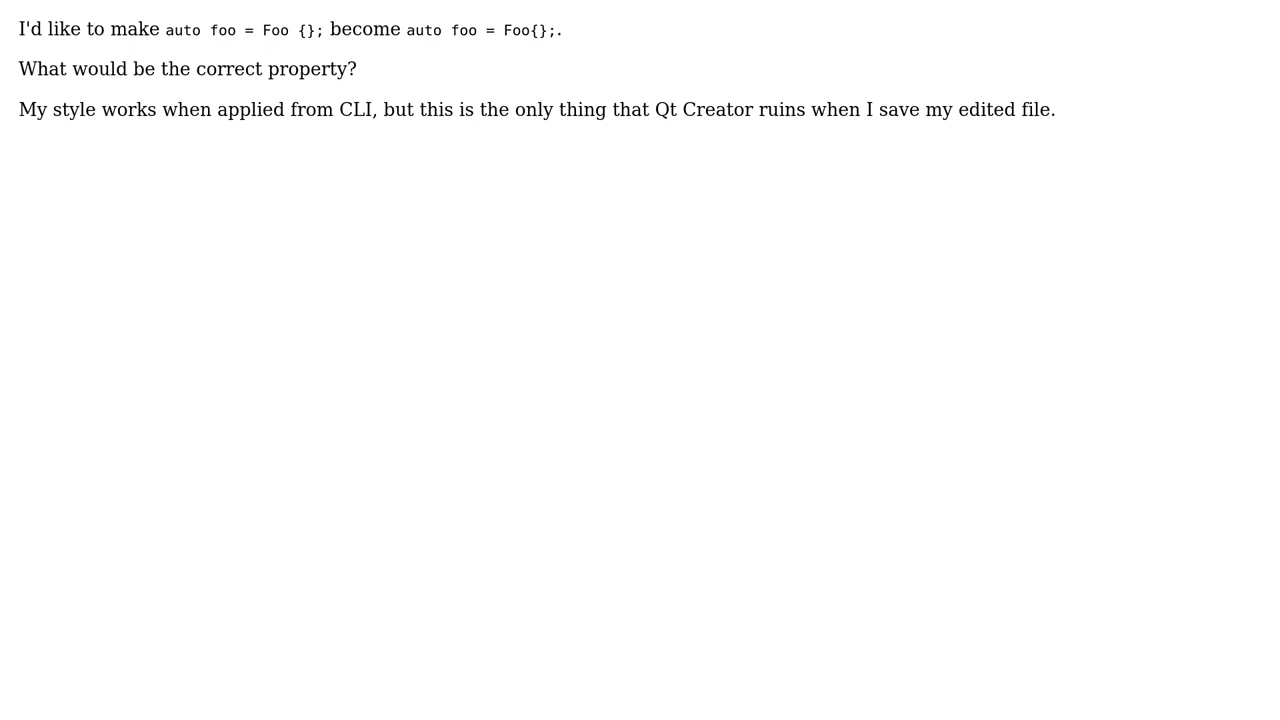 I'd like to make auto foo = Foo {}; become auto foo = Foo{};.
What would be the correct property?
My style works when applied from CLI, but this is the only thing that Qt Creator ruins when I save my edited file.